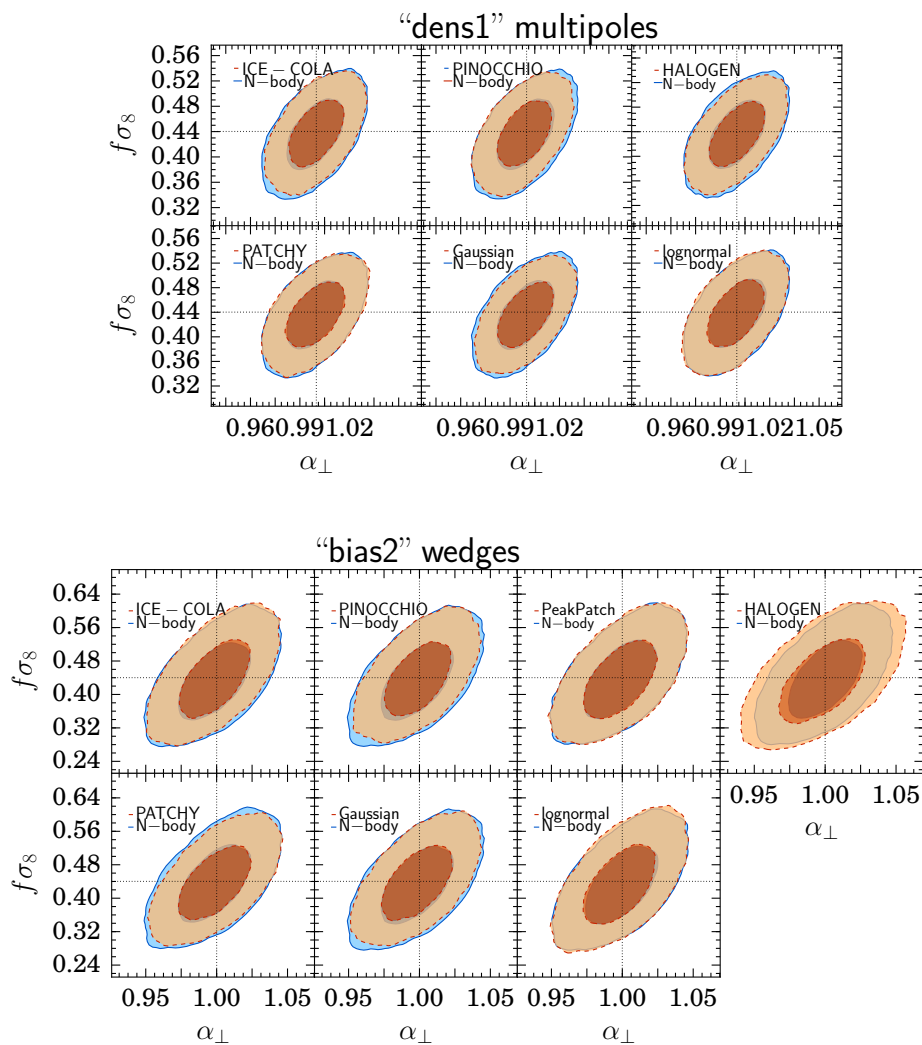 “dens1” multipoles
ICE – COLA
N–body
PINOCCHIO
N–body
HALOGEN
N–body
0.56
0.52
0.48
0.44
0.40
0.36
0.32
fσ8
PATCHY
N–body
Gaussian
N–body
lognormal
N–body
0.56
0.52
0.48
0.44
0.40
0.36
0.32
fσ8
0.960.991.02
0.960.991.02
0.960.991.021.05
α⊥
α⊥
α⊥
“bias2” wedges
ICE – COLA
N–body
PINOCCHIO
N–body
PeakPatch
N–body
HALOGEN
N–body
0.64
0.56
0.48
0.40
0.32
0.24
fσ8
0.95 1.00 1.05
α⊥
PATCHY
N–body
Gaussian
N–body
lognormal
N–body
0.64
0.56
0.48
0.40
0.32
0.24
fσ8
0.95 1.00 1.05
0.95 1.00 1.05
0.95 1.00 1.05
α⊥
α⊥
α⊥